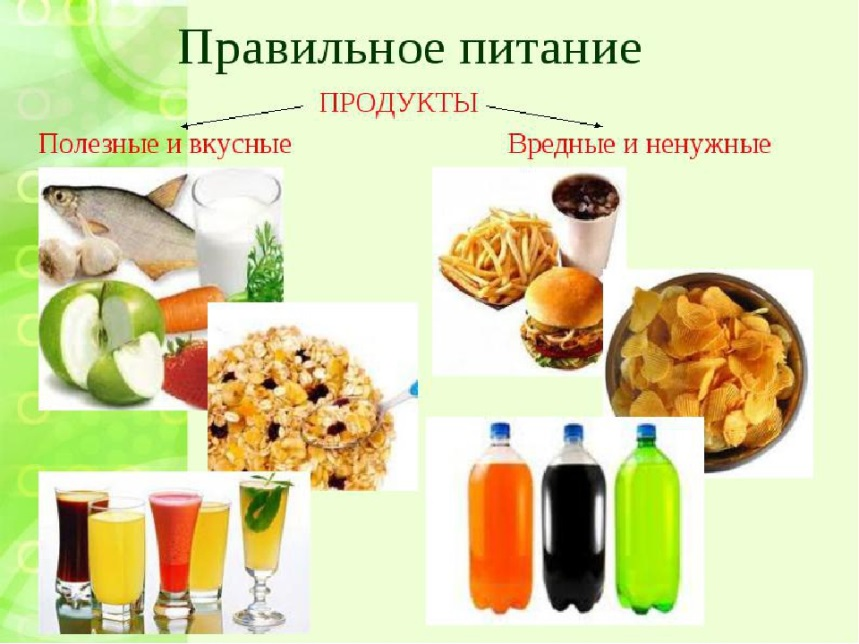 Правильное питание
ПРОДУКТЫ
Полезные и вкусные
Вредные и ненужные